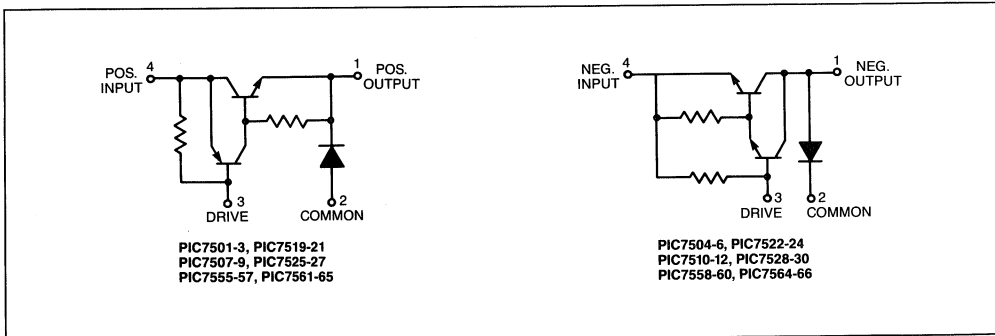 4
POS.
INPUT
1
POS.
OUTPUT
3
DRIVE
2
COMMON
PIC7501-3, PIC7519-21
PIC7507-9, PIC7525-27
PIC7555-57, PIC7561-65
4
NEG.
INPUT
1
NEG.
OUTPUT
3
DRIVE
2
COMMON
PIC7504-6, PIC7522-24
PIC7510-12, PIC7528-30
PIC7558-60, PIC7564-66